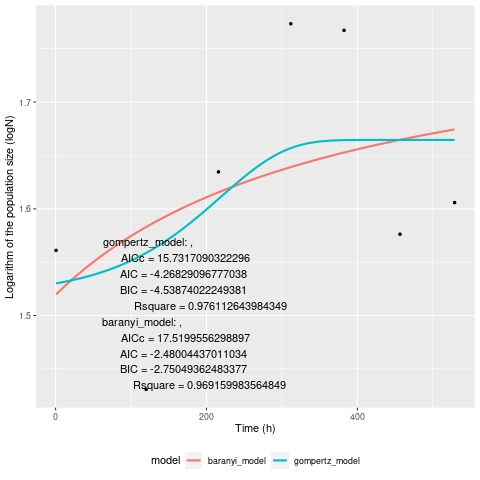 Logarithm of the population size (logN)
1.7
1.6
1.5
gompertz_model: ,
AICc = 15.7317090322296
AIC = -4.26829096777038
BIC = -4.53874022249381
Rsquare = 0.976112643984349
baranyi_model: ,
AICc = 17.5199556298897
AIC = -2.48004437011034
BIC = -2.75049362483377
Rsquare = 0.969159983564849
0
200
400
Time (h)
model
baranyi_model
gompertz_model